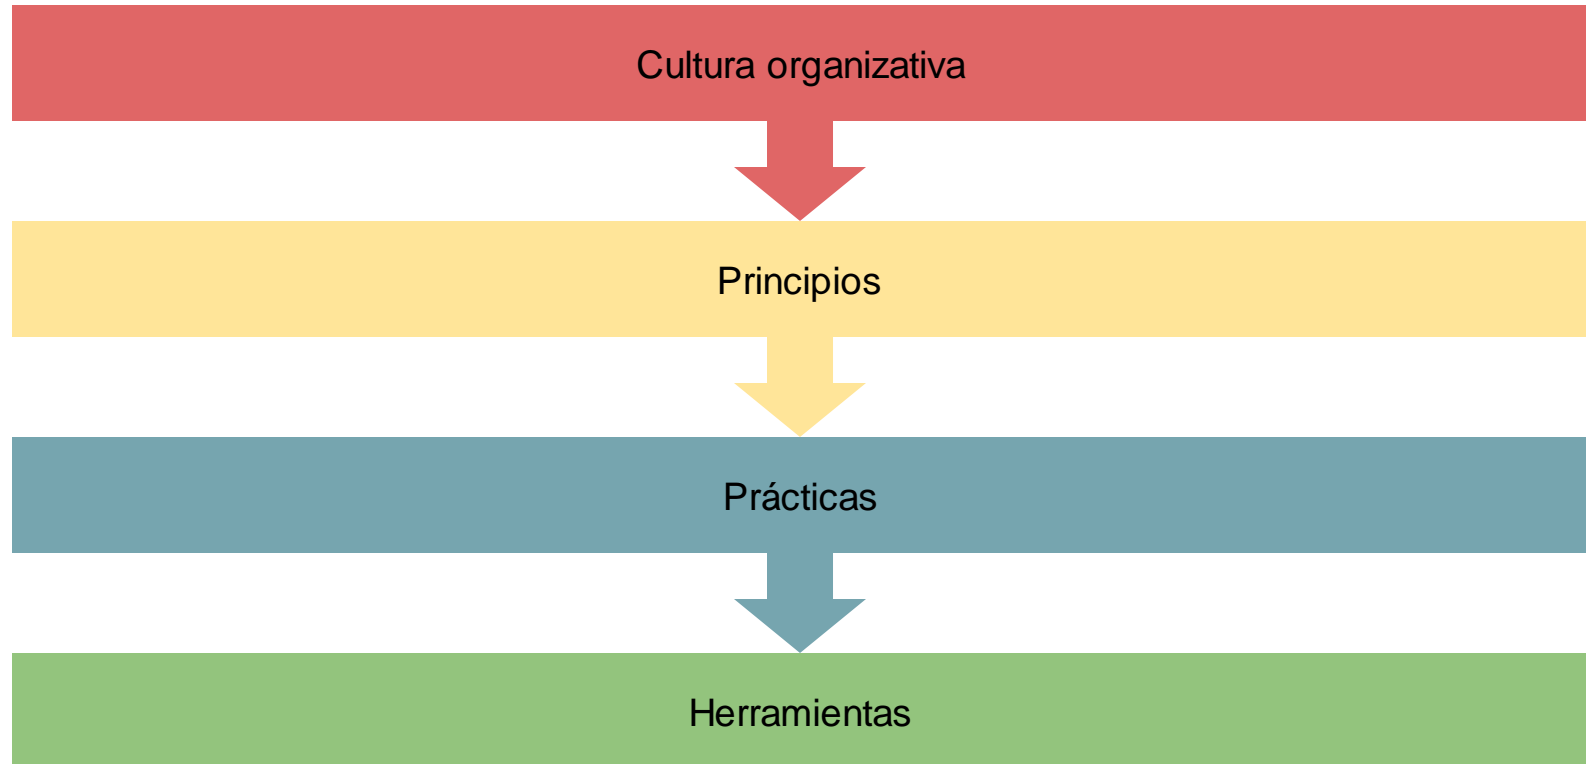 Cultura organizativa
Principios
Prácticas
Herramientas